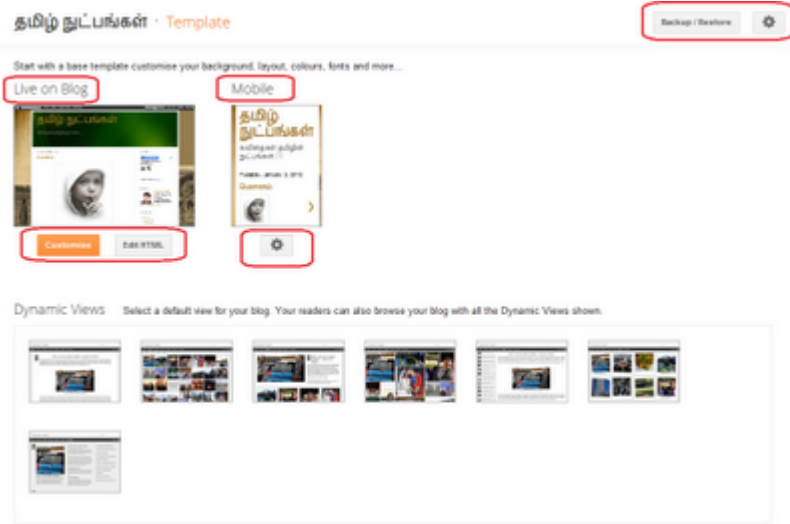 தமிழ் நுட்பங்கள் · Template
Backup / Restore
Start with a base template customise your background, layout, colours, fonts and more...
Live on Blog
Mobile
தமிழ் நுட்பங்கள்
தமிழ்
நுட்பங்கள்
Customise
Edit HTML
Dynamic Views
Select a default view for your blog. Your readers can also browse your blog with all the Dynamic Views shown.